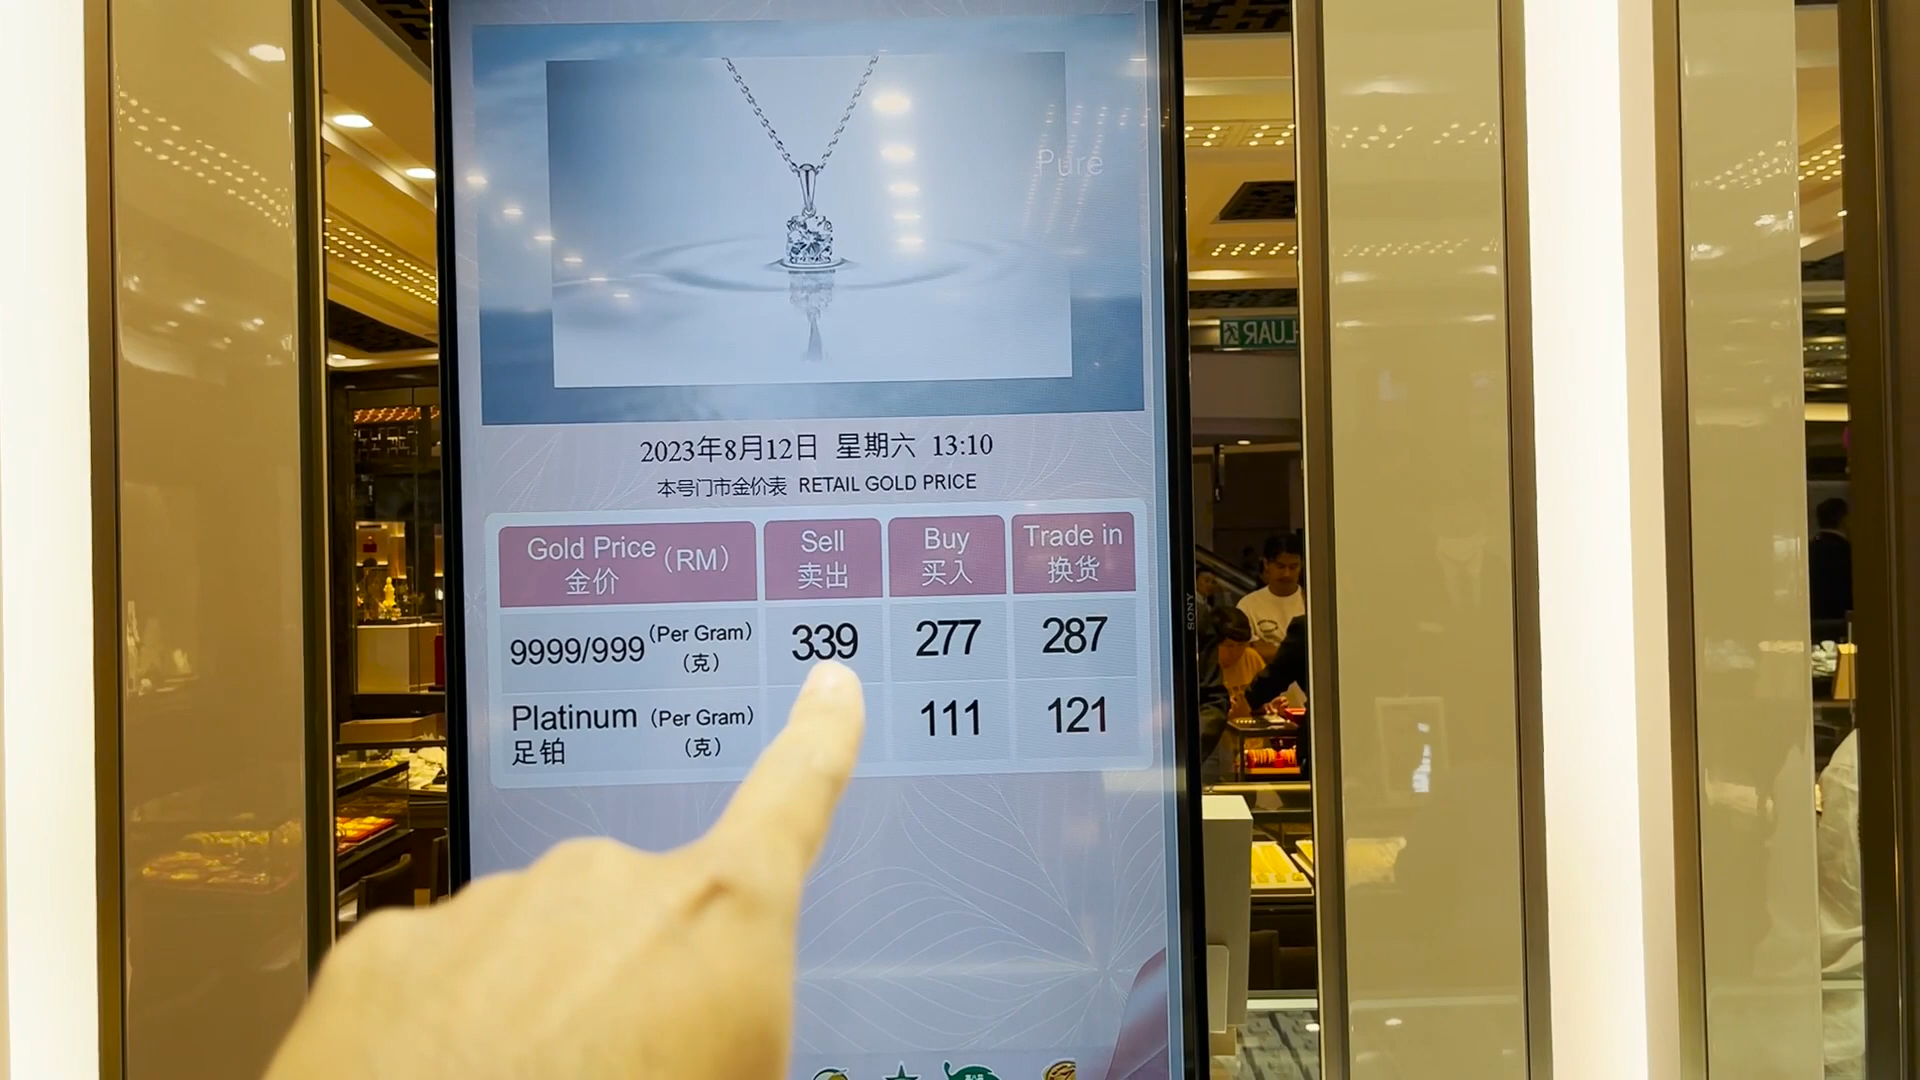 Pure
2023年8月12日 星期六 13:10
本号门市金价表 RETAIL GOLD PRICE
Gold Price (RM)
金价
Sell
卖出
Buy
买入
Trade in
换货
9999/999 (Per Gram)
(克)
339
277
287
Platinum (Per Gram)
足铂 (克)
111
121
SONY
LUAR